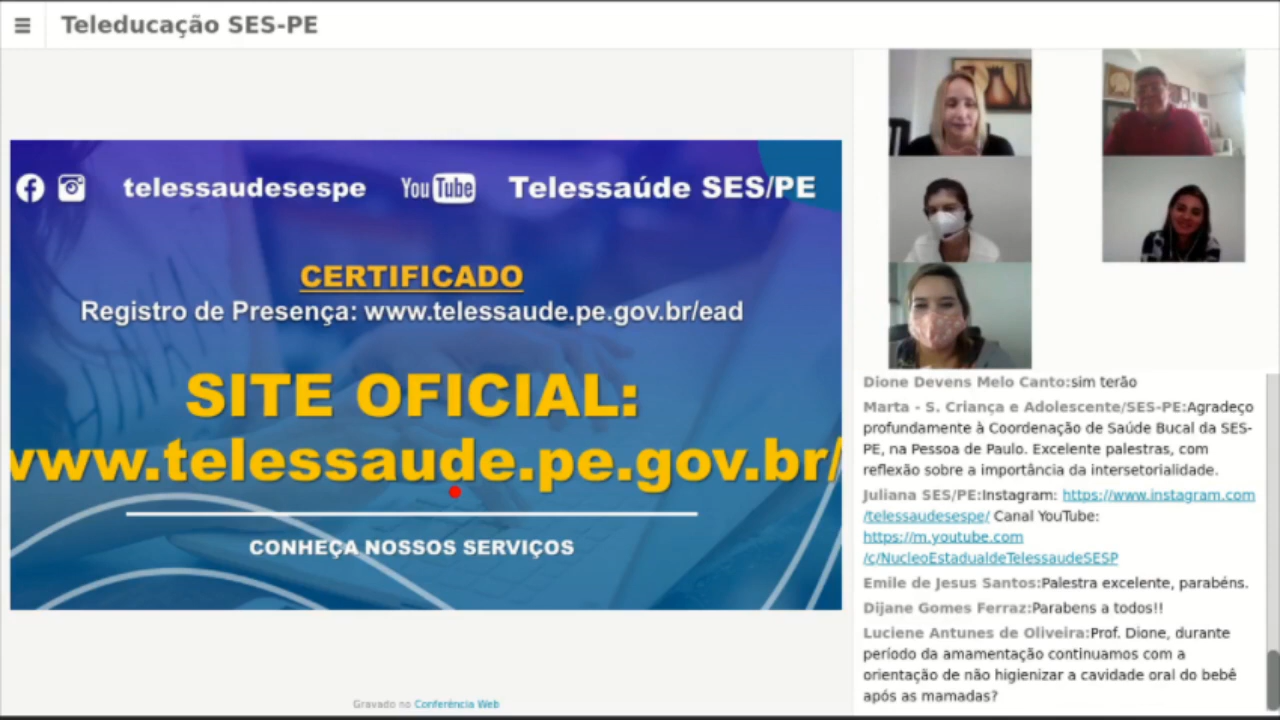 Teleducação SES-PE
telessaudesespe YouTube Telessaúde SES/PE
CERTIFICADO
Registro de Presença: www.telessaude.pe.gov.br/ead
SITE OFICIAL:
www.telessaude.pe.gov.br/
CONHEÇA NOSSOS SERVIÇOS
Gravado no Conferência Web
Dione Devens Melo Canto:sim terão
Marta - S. Criança e Adolescente/SES-PE:Agradeço
profundamente à Coordenação de Saúde Bucal da SES-
PE, na Pessoa de Paulo. Excelente palestras, com
reflexão sobre a importância da intersetorialidade.
Juliana SES/PE:Instagram: https://www.instagram.com
/telessaudesespe/ Canal YouTube:
https://m.youtube.com
/c/NucleoEstadualdeTelessaudeSESP
Emile de Jesus Santos:Palestra excelente, parabéns.
Dijane Gomes Ferraz:Parabens a todos!!
Luciene Antunes de Oliveira:Prof. Dione, durante
período da amamentação continuamos com a
orientação de não higienizar a cavidade oral do bebê
após as mamadas?